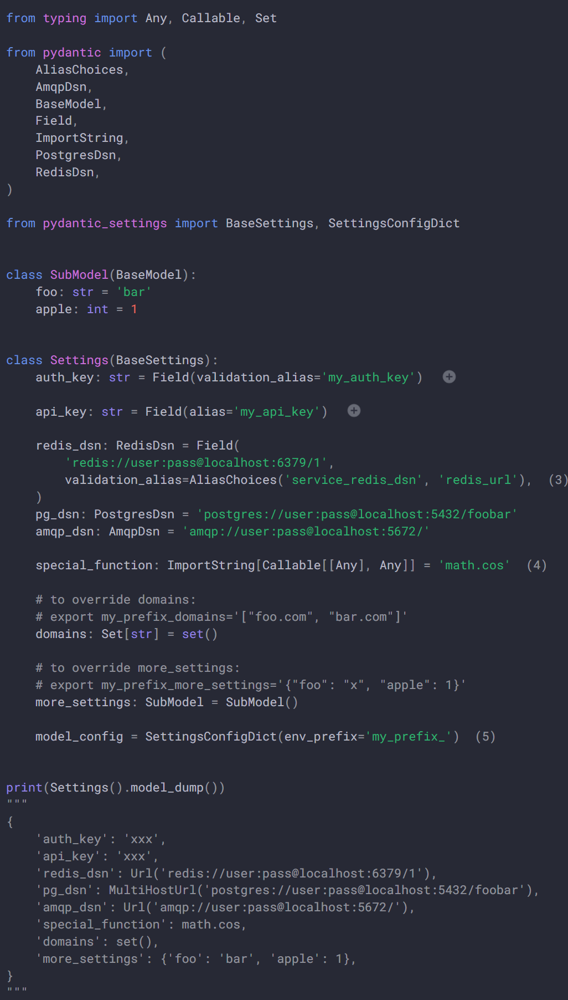 from typing import Any, Callable, Set

from pydantic import (
    AliasChoices,
    AmqpDsn,
    BaseModel,
    Field,
    ImportString,
    PostgresDsn,
    RedisDsn,
)

from pydantic_settings import BaseSettings, SettingsConfigDict


class SubModel(BaseModel):
    foo: str = 'bar'
    apple: int = 1


class Settings(BaseSettings):
    auth_key: str = Field(validation_alias='my_auth_key')

    api_key: str = Field(alias='my_api_key')

    redis_dsn: RedisDsn = Field(
        'redis://user:pass@localhost:6379/1',
        validation_alias=AliasChoices('service_redis_dsn', 'redis_url'),  (3)
    )
    pg_dsn: PostgresDsn = 'postgres://user:pass@localhost:5432/foobar'
    amqp_dsn: AmqpDsn = 'amqp://user:pass@localhost:5672/'

    special_function: ImportString[Callable[[Any], Any]] = 'math.cos'  (4)

    # to override domains:
    # export my_prefix_domains='["foo.com", "bar.com"]'
    domains: Set[str] = set()

    # to override more_settings:
    # export my_prefix_more_settings='{"foo": "x", "apple": 1}'
    more_settings: SubModel = SubModel()

    model_config = SettingsConfigDict(env_prefix='my_prefix_')  (5)


print(Settings().model_dump())
"""
{
    'auth_key': 'xxx',
    'api_key': 'xxx',
    'redis_dsn': Url('redis://user:pass@localhost:6379/1'),
    'pg_dsn': MultiHostUrl('postgres://user:pass@localhost:5432/foobar'),
    'amqp_dsn': Url('amqp://user:pass@localhost:5672/'),
    'special_function': math.cos,
    'domains': set(),
    'more_settings': {'foo': 'bar', 'apple': 1},
}
"""